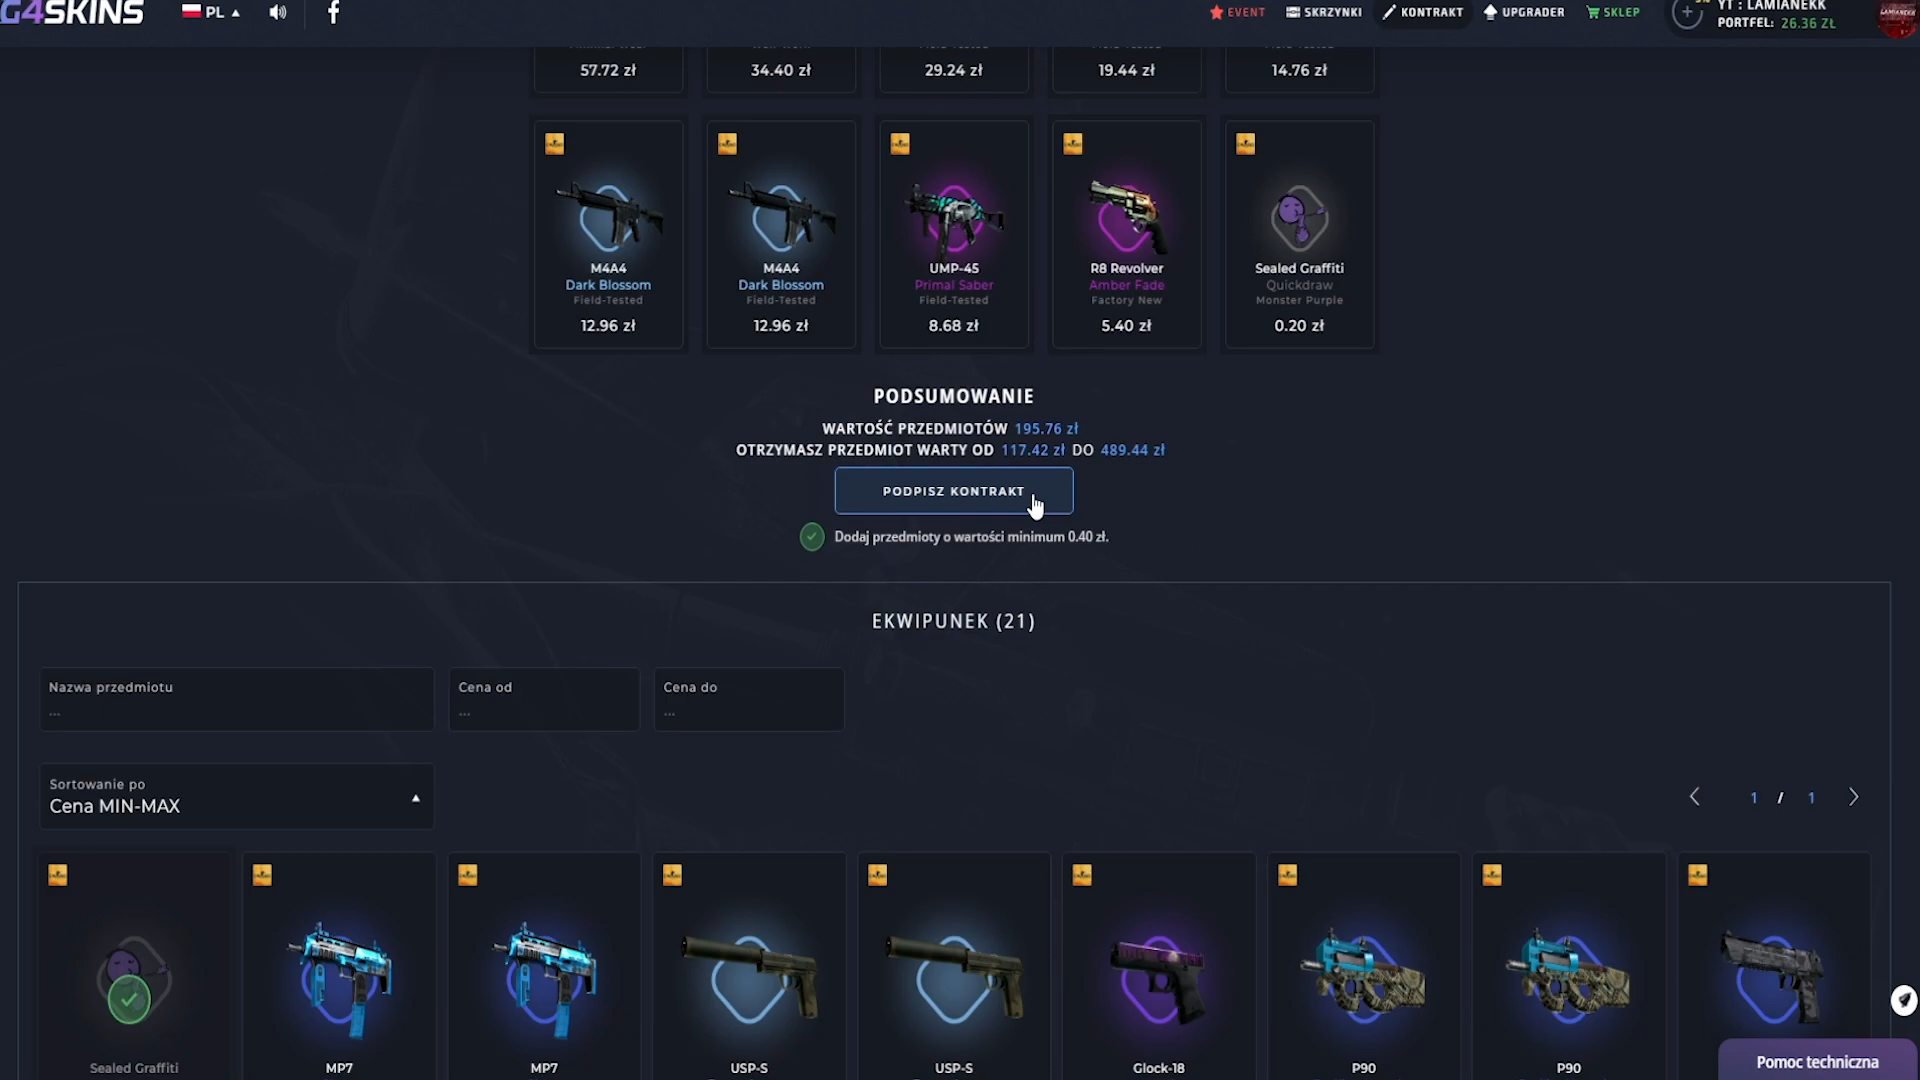 G4SKINS
PL
EVENT
SKRZYNKI
KONTRAKT
UPGRADER
SKLEP
YT : LAMIANEKK
PORTFEL: 26.36 ZŁ
57.72 zł
34.40 zł
29.24 zł
19.44 zł
14.76 zł
M4A4
Dark Blossom
Field-Tested
12.96 zł
M4A4
Dark Blossom
Field-Tested
12.96 zł
UMP-45
Primal Saber
Field-Tested
8.68 zł
R8 Revolver
Amber Fade
Factory New
5.40 zł
Sealed Graffiti
Quickdraw
Monster Purple
0.20 zł
PODSUMOWANIE
WARTOŚĆ PRZEDMIOTÓW 195.76 zł
OTRZYMASZ PRZEDMIOT WARTY OD 117.42 zł DO 489.44 zł
PODPISZ KONTRAKT
Dodaj przedmioty o wartości minimum 0.40 zł.
EKWIPUNEK (21)
Nazwa przedmiotu
...
Cena od
...
Cena do
...
Sortowanie po
Cena MIN-MAX
1 / 1
Sealed Graffiti
MP7
MP7
USP-S
USP-S
Glock-18
P90
P90
Pomoc techniczna